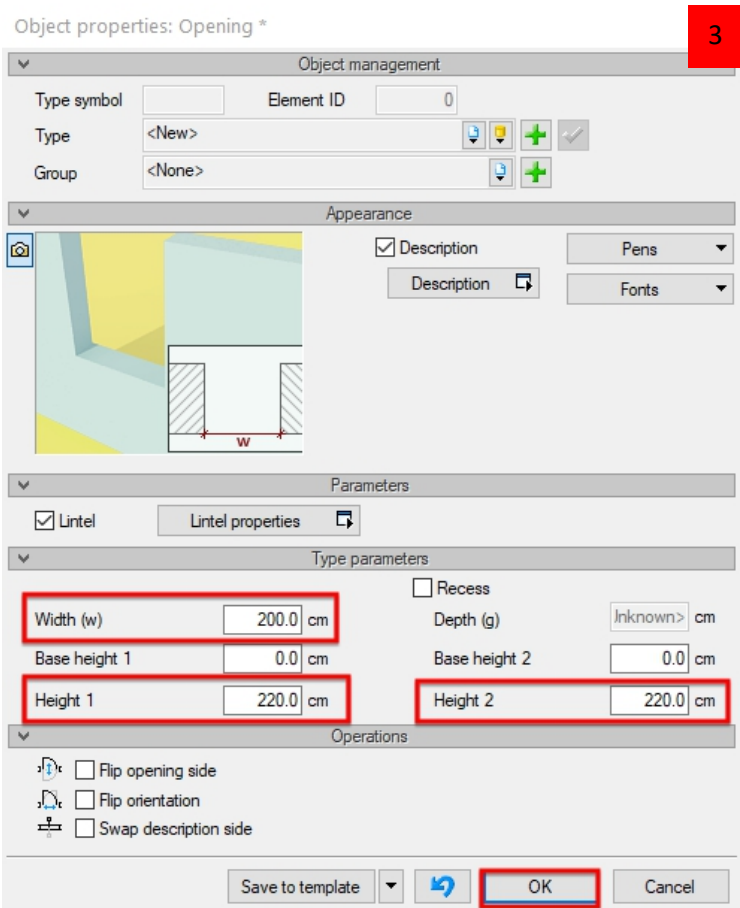 Object properties: Opening *
3
Object management
Type symbol Element ID 0
Type <New>
Group <None>
Appearance
Description Pens
Description Fonts
w
Parameters
Lintel Lintel properties
Type parameters
Recess
Width (w) 200.0 cm Depth (g) Jnknown> cm
Base height 1 0.0 cm Base height 2 0.0 cm
Height 1 220.0 cm Height 2 220.0 cm
Operations
Flip opening side
Flip orientation
Swap description side
Save to template OK Cancel